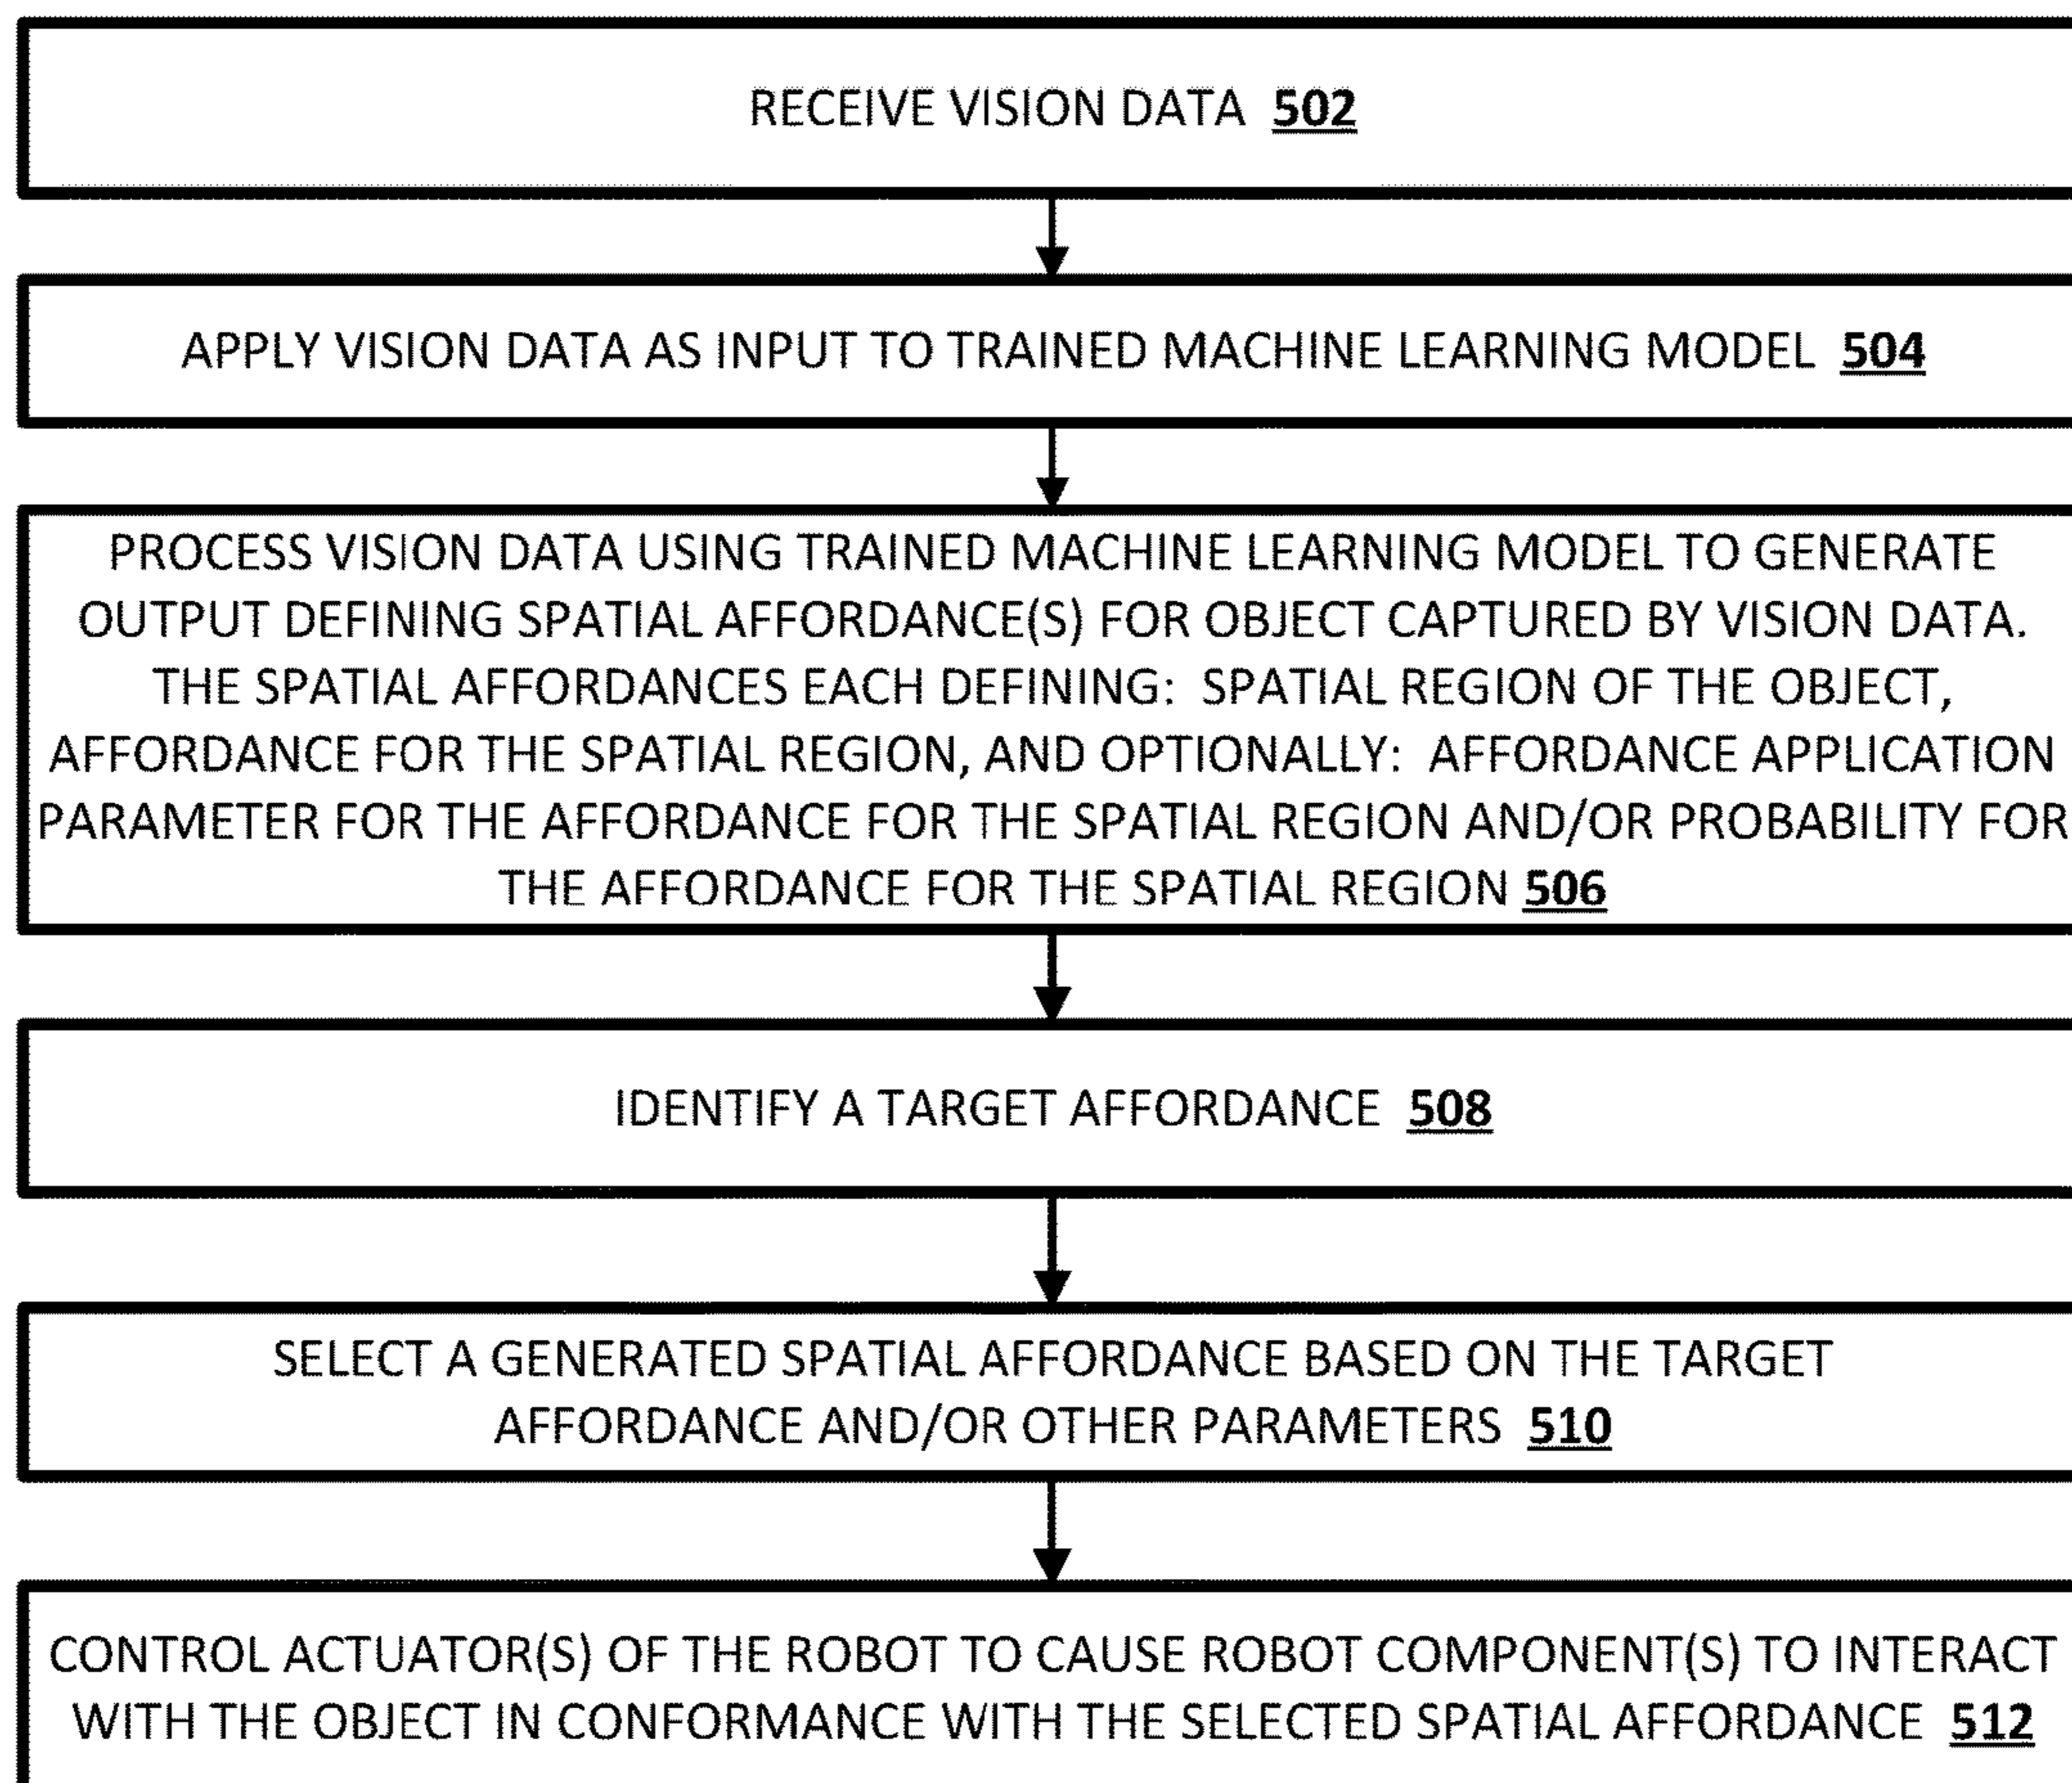 RECEIVE VISION DATA 502
APPLY VISION DATA AS INPUT TO TRAINED MACHINE LEARNING MODEL 504
PROCESS VISION DATA USING TRAINED MACHINE LEARNING MODEL TO GENERATE
OUTPUT DEFINING SPATIAL AFFORDANCE(S) FOR OBJECT CAPTURED BY VISION DATA.
THE SPATIAL AFFORDANCES EACH DEFINING: SPATIAL REGION OF THE OBJECT,
AFFORDANCE FOR THE SPATIAL REGION, AND OPTIONALLY: AFFORDANCE APPLICATION
PARAMETER FOR THE AFFORDANCE FOR THE SPATIAL REGION AND/OR PROBABILITY FOR
THE AFFORDANCE FOR THE SPATIAL REGION 506
IDENTIFY A TARGET AFFORDANCE 508
SELECT A GENERATED SPATIAL AFFORDANCE BASED ON THE TARGET
AFFORDANCE AND/OR OTHER PARAMETERS 510
CONTROL ACTUATOR(S) OF THE ROBOT TO CAUSE ROBOT COMPONENT(S) TO INTERACT
WITH THE OBJECT IN CONFORMANCE WITH THE SELECTED SPATIAL AFFORDANCE 512